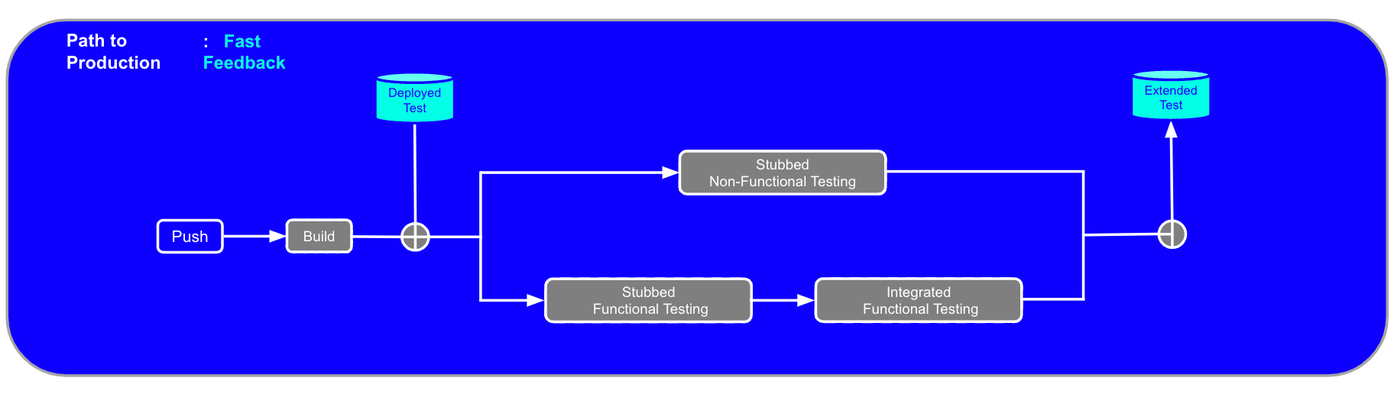 Path to : Fast
Production Feedback
Deployed
Test
Extended
Test
Stubbed
Non-Functional Testing
Push
Build
Stubbed
Functional Testing
Integrated
Functional Testing